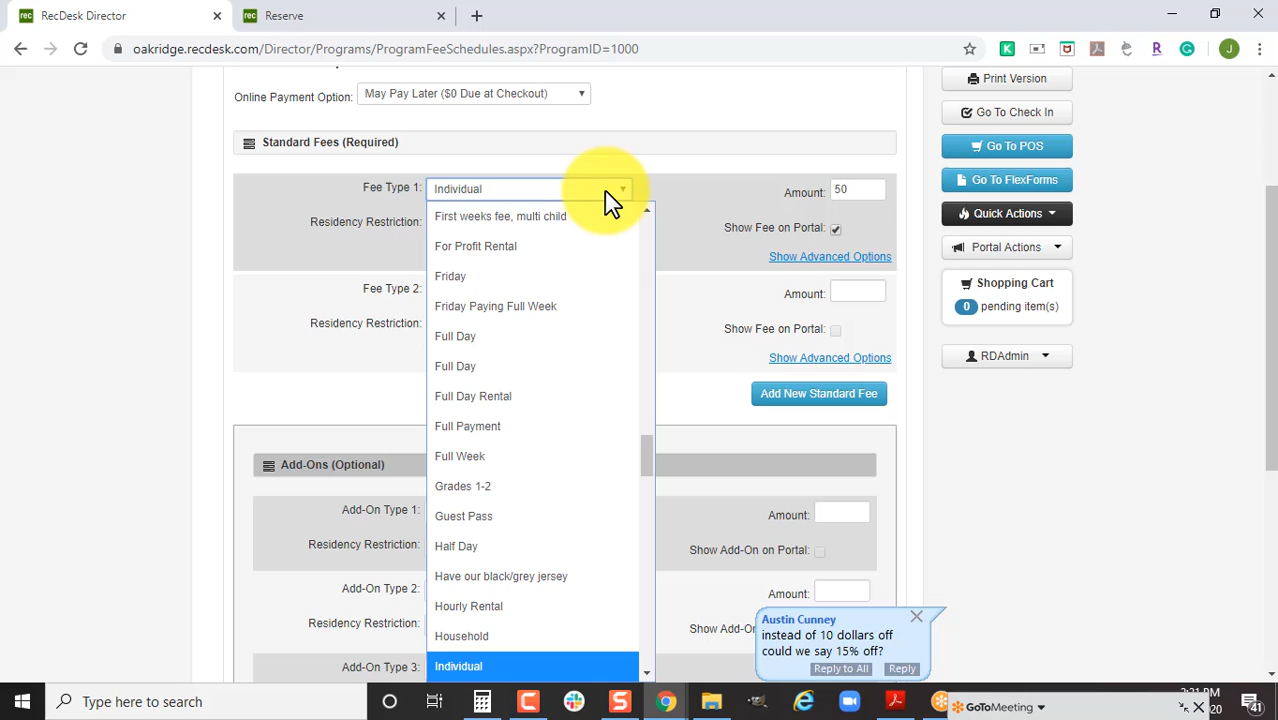 rec RecDesk Director
rec Reserve
oakridge.recdesk.com/Director/Programs/ProgramFeeSchedules.aspx?ProgramID=1000
J
Online Payment Option: May Pay Later ($0 Due at Checkout)
Standard Fees (Required)
Fee Type 1: Individual
Amount: 50
Residency Restriction:
Show Fee on Portal:
Show Advanced Options
Fee Type 2:
Amount:
Residency Restriction:
Show Fee on Portal:
Show Advanced Options
Add New Standard Fee
Add-Ons (Optional)
Add-On Type 1:
Amount:
Residency Restriction:
Show Add-On on Portal:
Add-On Type 2:
Amount:
Residency Restriction:
Show Add-On
Add-On Type 3:
First weeks fee, multi child
For Profit Rental
Friday
Friday Paying Full Week
Full Day
Full Day
Full Day Rental
Full Payment
Full Week
Grades 1-2
Guest Pass
Half Day
Have our black/grey jersey
Hourly Rental
Household
Individual
Print Version
Go To Check In
Go To POS
Go To FlexForms
Quick Actions
Portal Actions
Shopping Cart
0 pending item(s)
RDAdmin
Austin Cunney
instead of 10 dollars off
could we say 15% off?
Reply to All
Reply
Type here to search
GoToMeeting
41